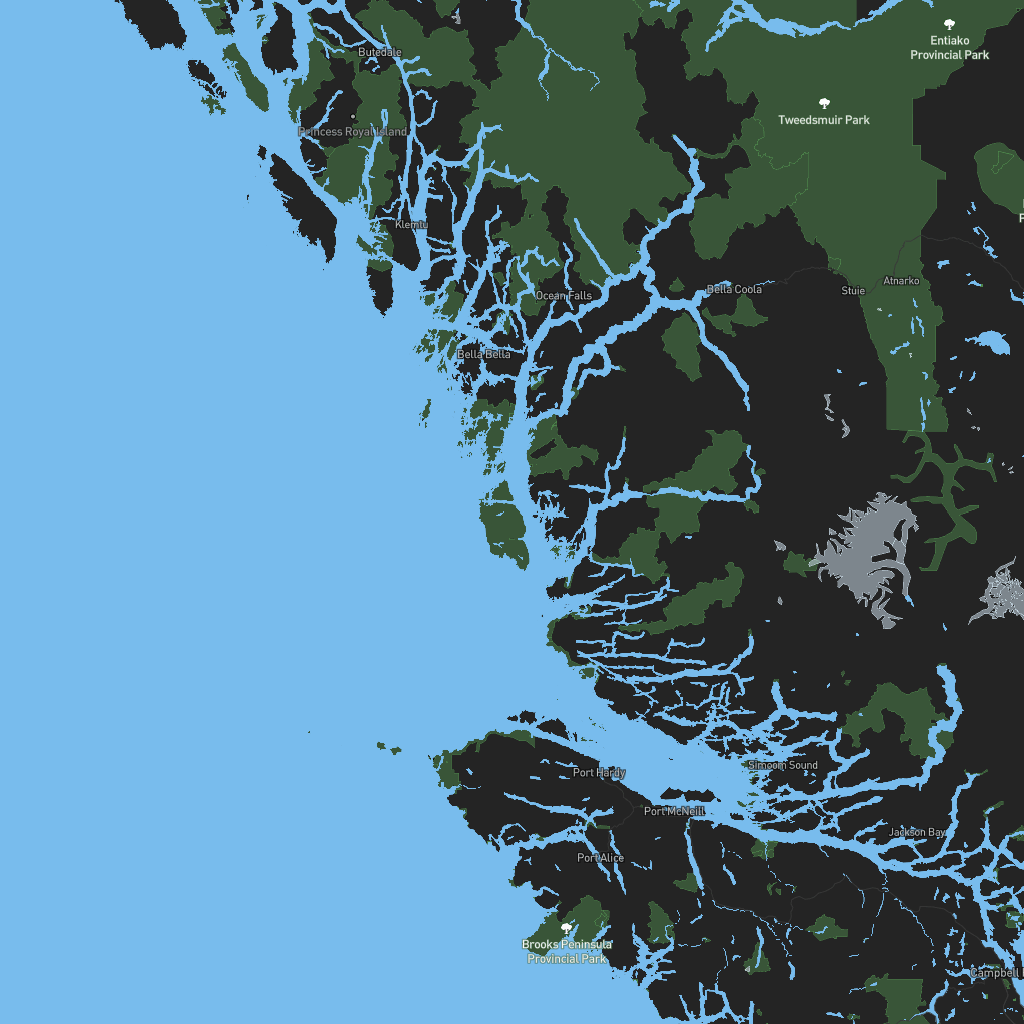 Entiako
Provincial Park
Butedale
Tweedsmuir Park
Princess Royal Island
Klemtu
Stuie
Atnarko
Bella Coola
Ocean Falls
Bella Bella
Simoom Sound
Port Hardy
Port McNeill
Jackson Bay
Port Alice
Brooks Peninsula
Provincial Park
Campbell